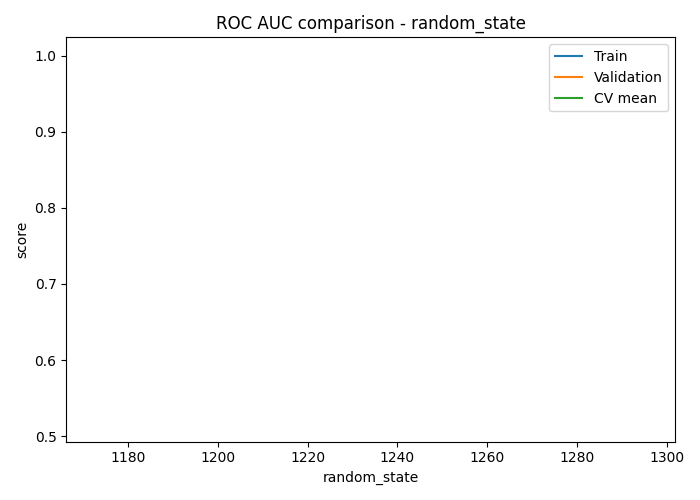 ROC AUC comparison - random_state
1.0
0.9
0.8
0.7
0.6
0.5
score
Train
Validation
CV mean
1180 1200 1220 1240 1260 1280 1300
random_state